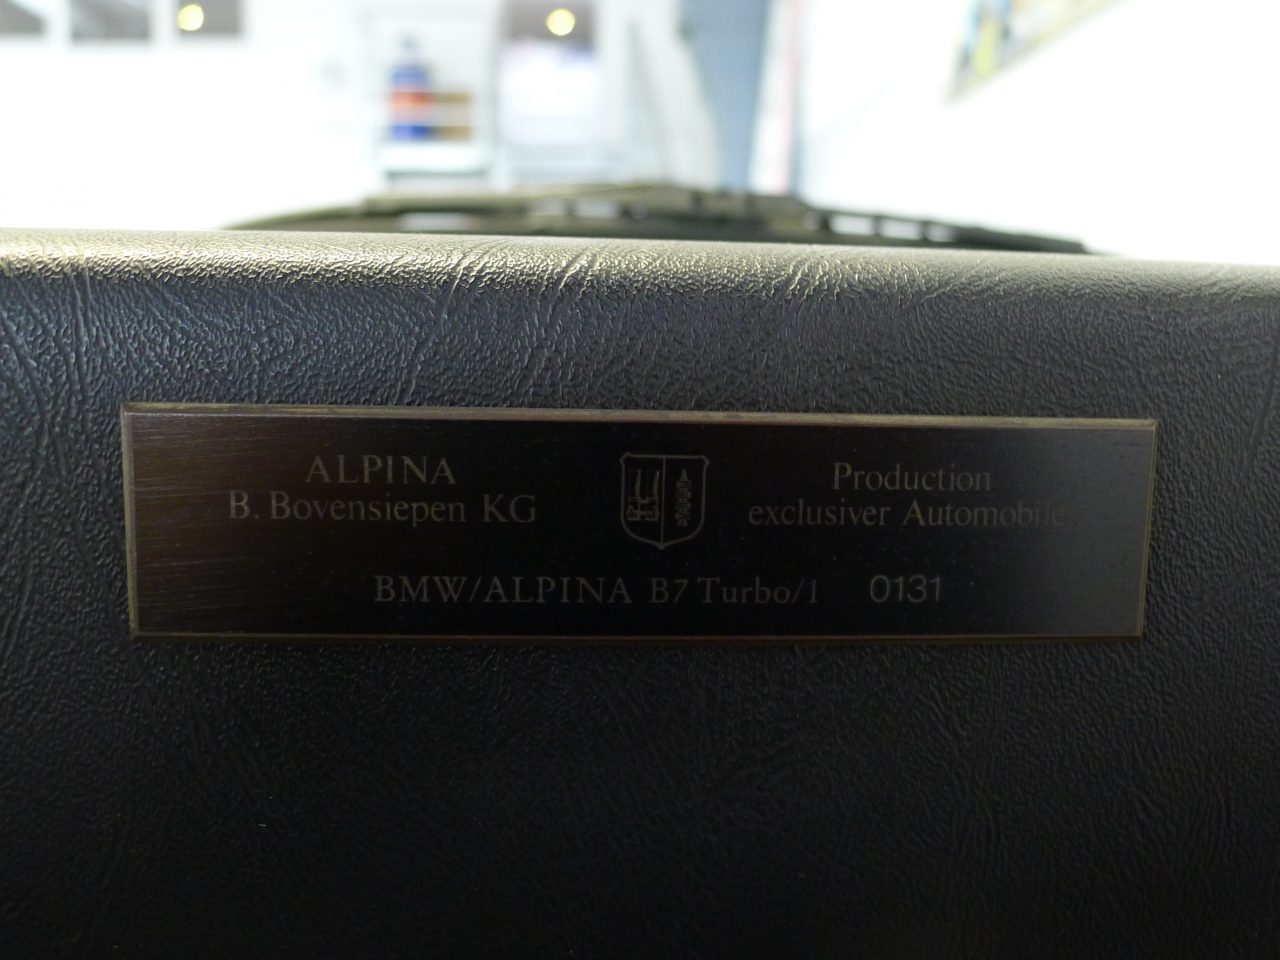 ALPINA
B. Bovensiepen KG
Production
exclusiver Automobile
BMW/ALPINA B7 Turbo/1 0131